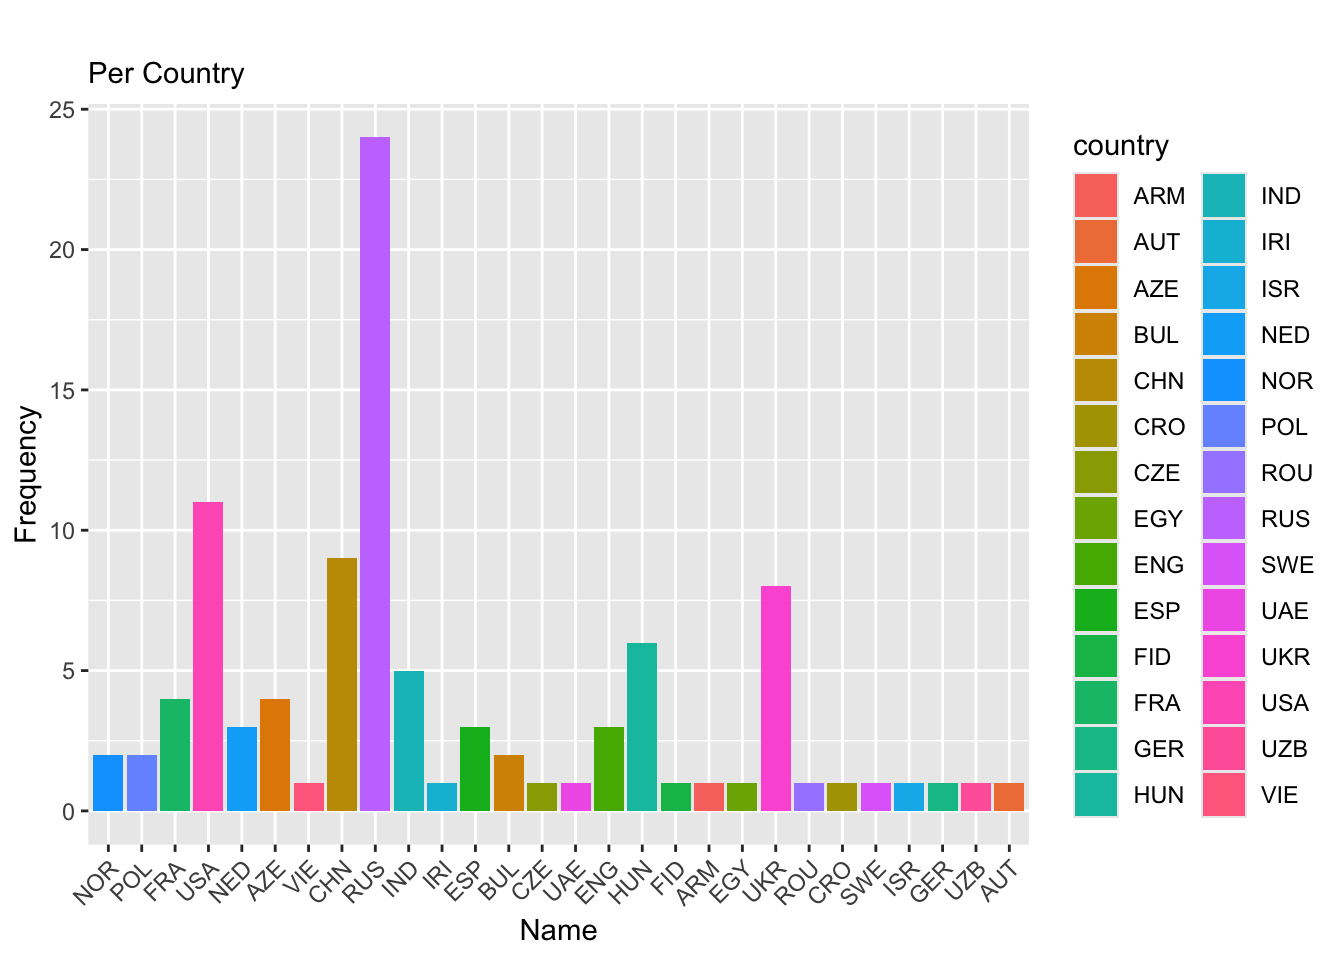 Per Country
25
20
15
10
5
0
Frequency
NOR POL FRA USA NED AZE VIE CHN RUS IND IRI ESP BUL CZE UAE ENG HUN FID ARM EGY UKR ROU CRO SWE ISR GER UZB AUT
Name
country
ARM IND
AUT IRI
AZE ISR
BUL NED
CHN NOR
CRO POL
CZE ROU
EGY RUS
ENG SWE
ESP UAE
FID UKR
FRA USA
GER UZB
HUN VIE